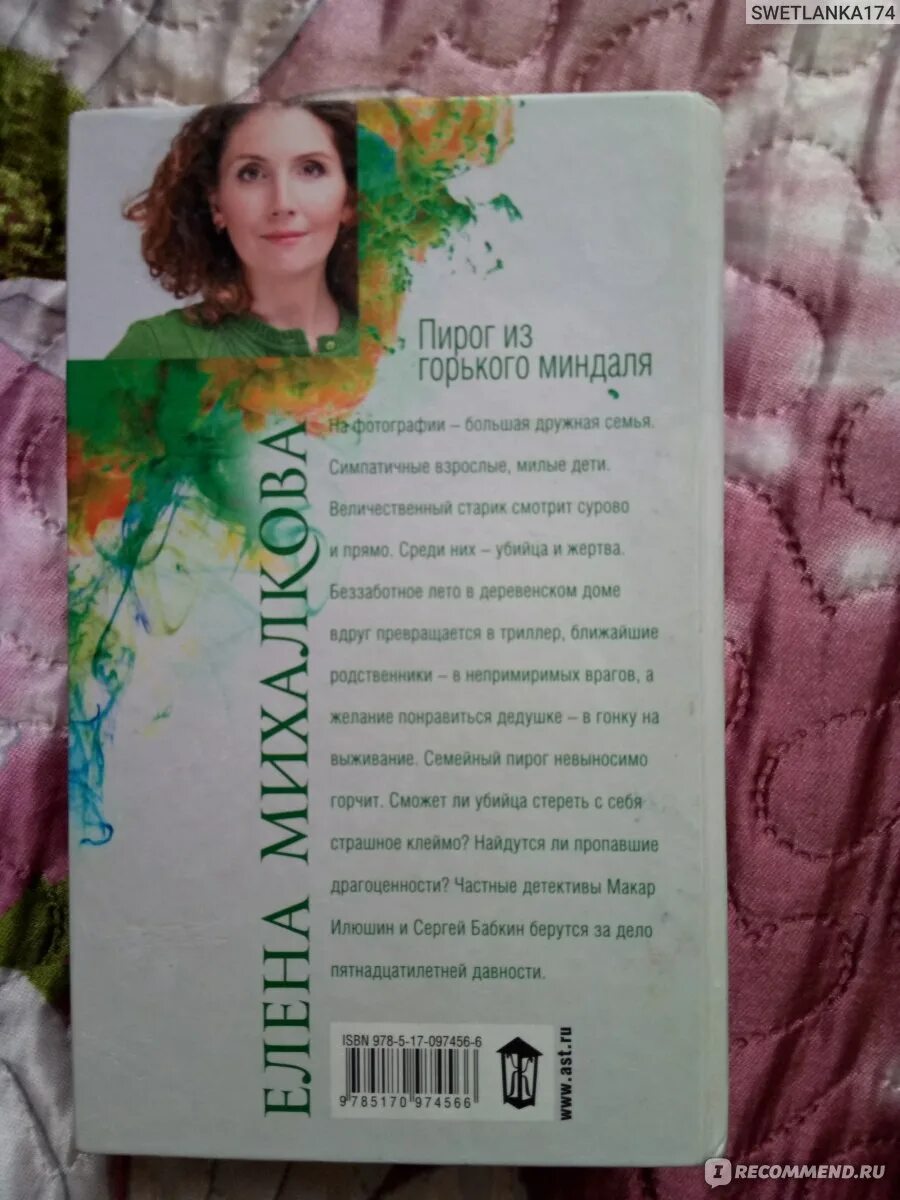 SWETLANKA174
Пирог из
горького миндаля
На фотографии – большая дружная семья.
Симпатичные взрослые, милые дети.
Величественный старик смотрит сурово
и прямо. Среди них – убийца и жертва.
Беззаботное лето в деревенском доме
вдруг превращается в триллер, ближайшие
родственники – в непримиримых врагов, а
желание понравиться дедушке – в гонку на
выживание. Семейный пирог невыносимо
горчит. Сможет ли убийца стереть с себя
страшное клеймо? Найдутся ли пропавшие
драгоценности? Частные детективы Макар
Илюшин и Сергей Бабкин берутся за дело
пятнадцатилетней давности.
ЕЛЕНА МИХАЛКОВА
ISBN 978-5-17-097456-6
9 785170 974566
www.ast.ru
IRECOMMEND.RU